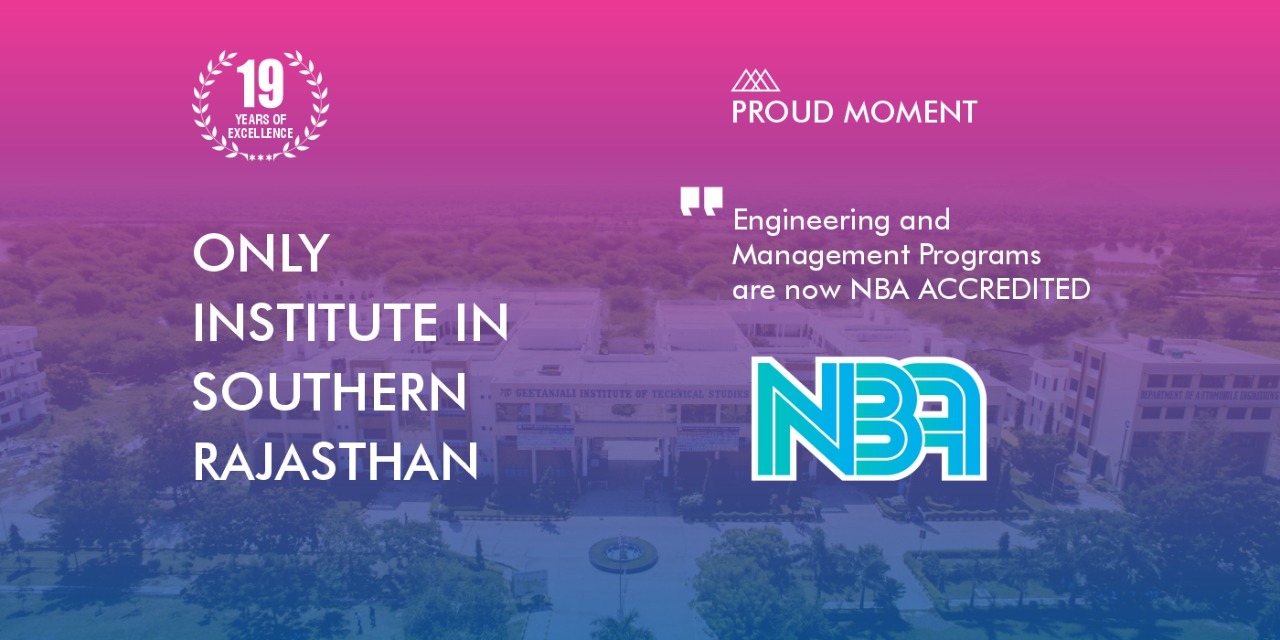 19
YEARS OF
EXCELLENCE
ONLY
INSTITUTE IN
SOUTHERN
RAJASTHAN
PROUD MOMENT
" Engineering and
Management Programs
are now NBA ACCREDITED
NBA
GEETANJALI INSTITUTE OF TECHNICAL STUDIES
DEPARTMENT OF AUTOMOBILE ENGINEERING